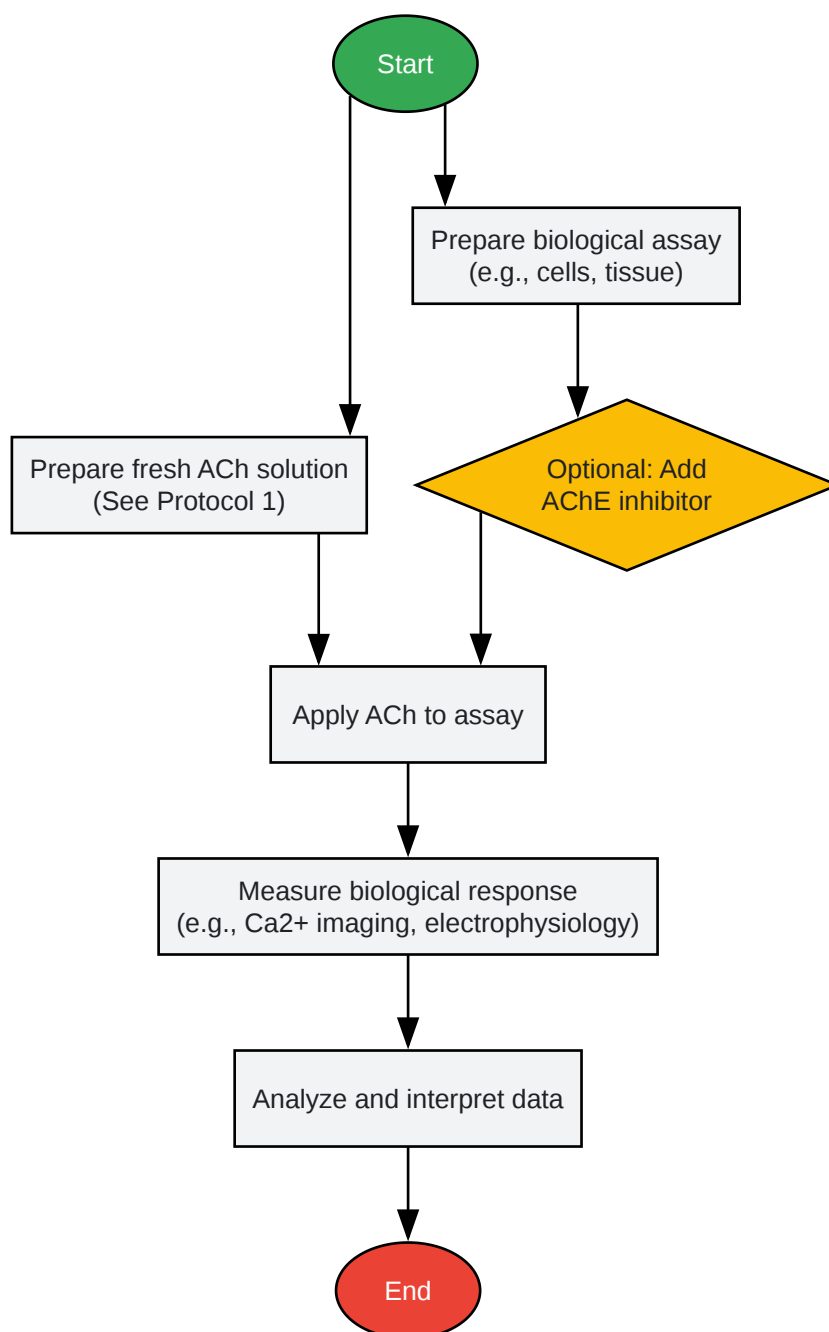 Start
Prepare biological assay
(e.g., cells, tissue)
Prepare fresh ACh solution
(See Protocol 1)
Optional: Add
AChE inhibitor
Apply ACh to assay
Measure biological response
(e.g., Ca2+ imaging, electrophysiology)
Analyze and interpret data
End